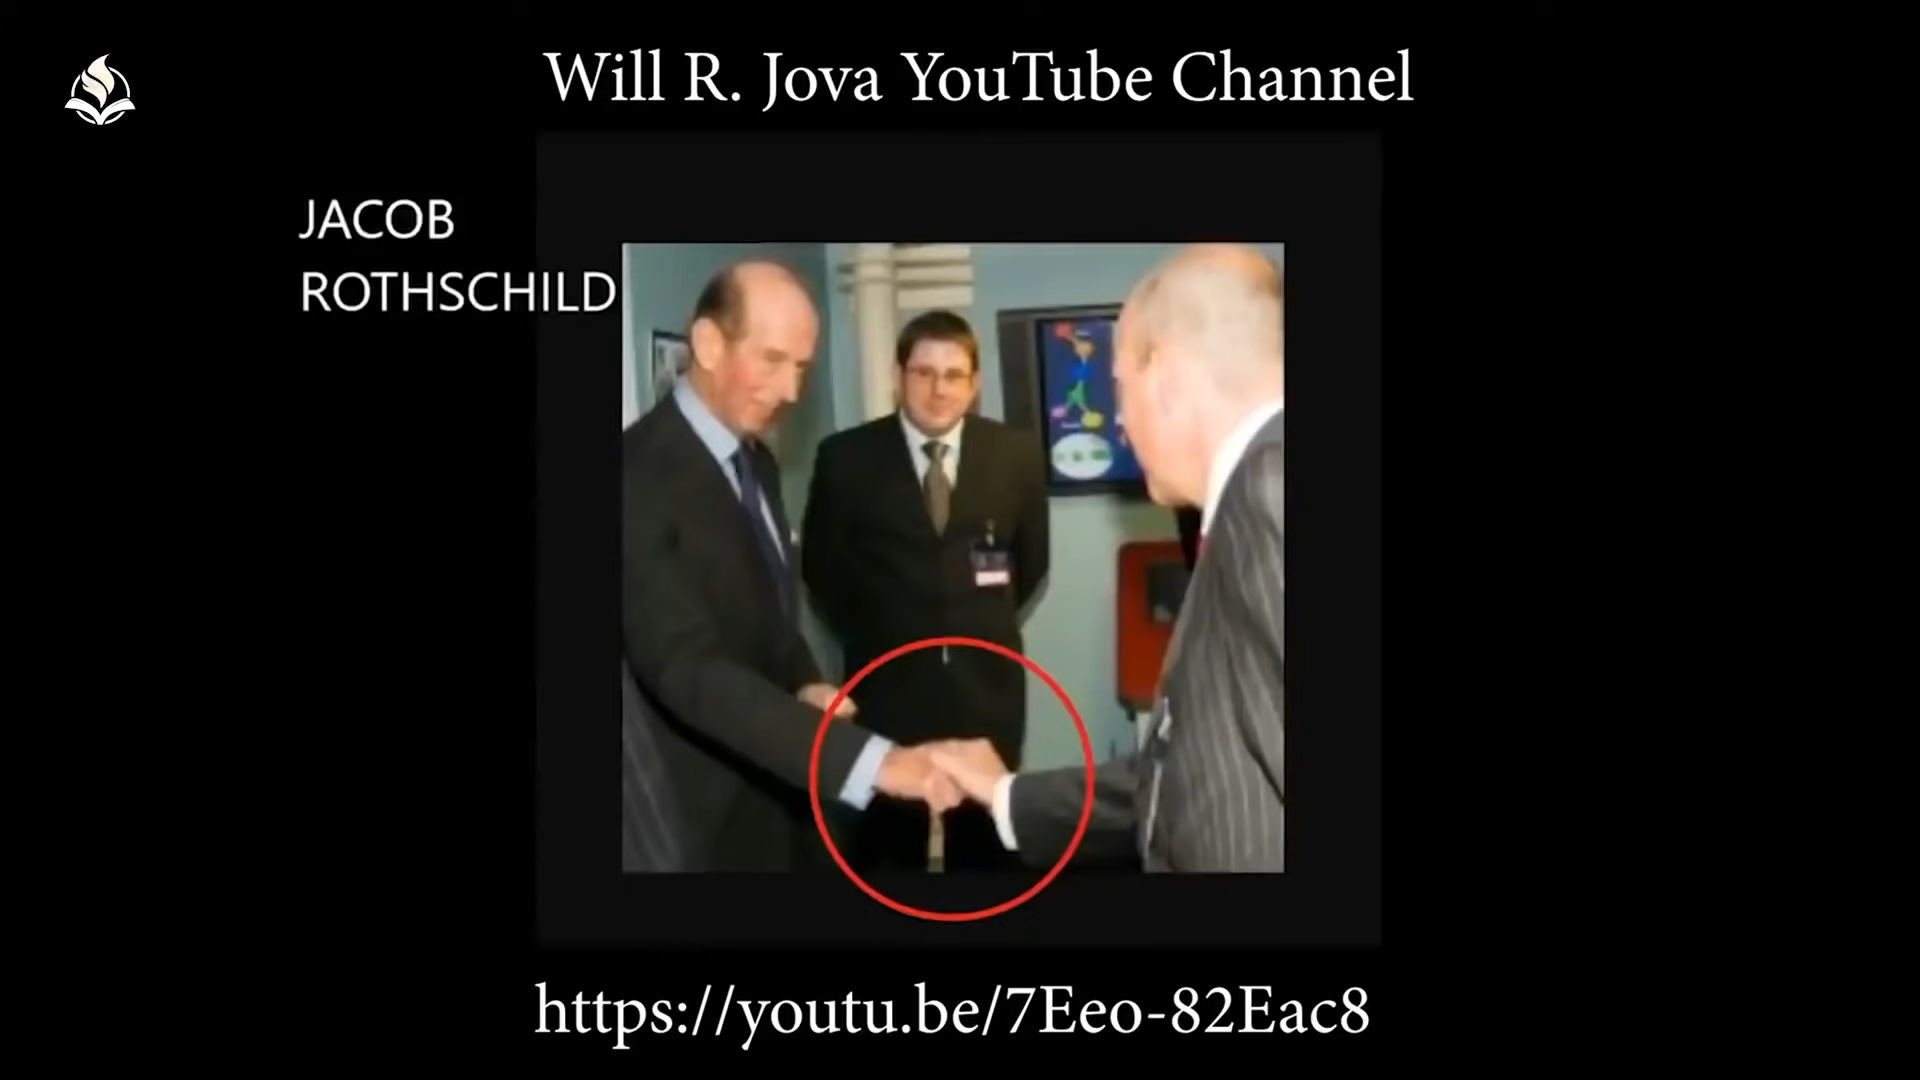 Will R. Jova YouTube Channel
JACOB
ROTHSCHILD
https://youtu.be/7Eeo-82Eac8